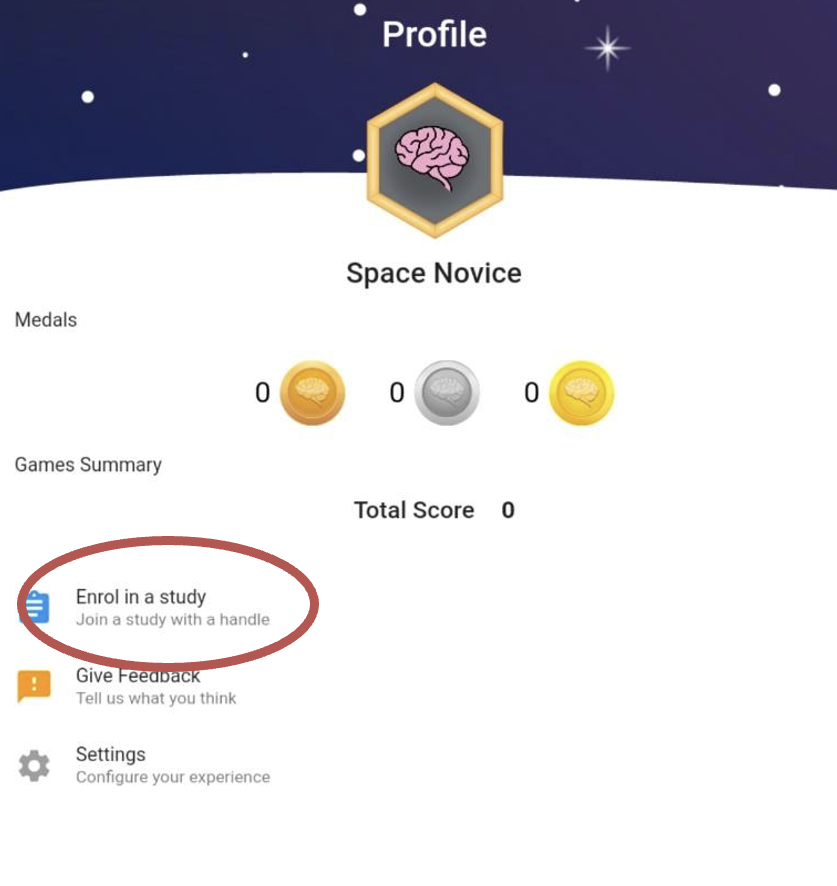 Profile
Space Novice
Medals
0 0 0
Games Summary
Total Score 0
Enrol in a study
Join a study with a handle
Give Feedback
Tell us what you think
Settings
Configure your experience